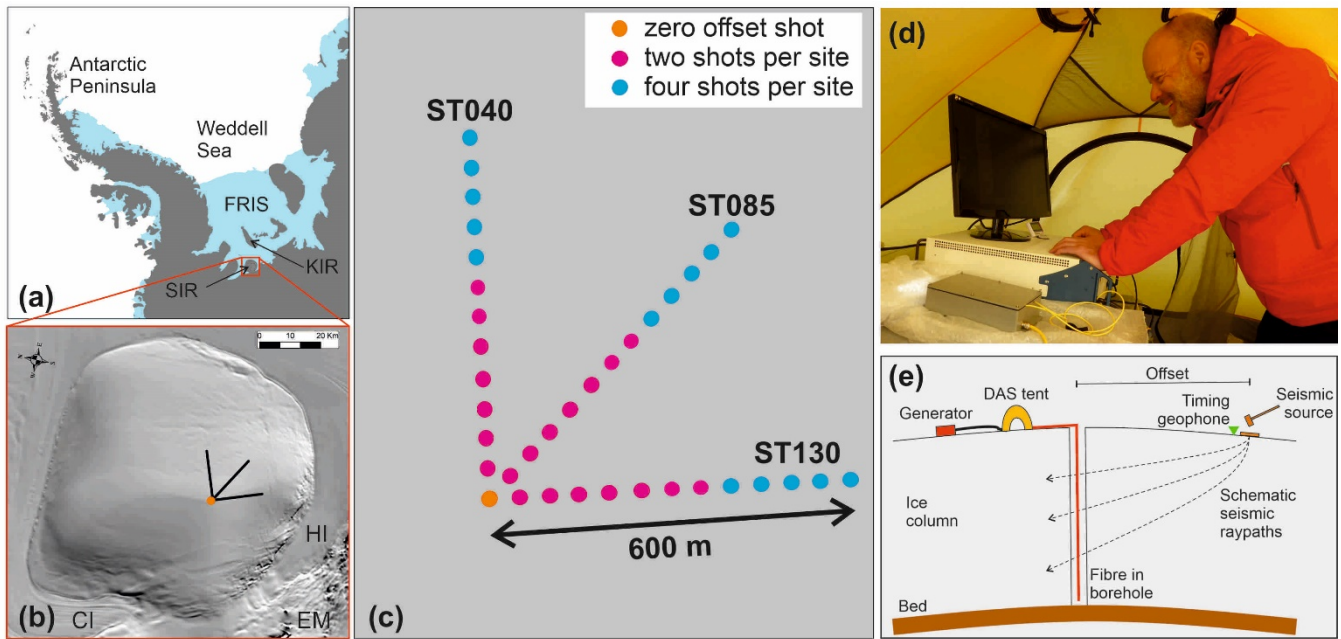 (a)
Antarctic
Peninsula
Weddell
Sea
FRIS
KIR
SIR
(b)
0 10 20 Km
HI
CI
EM
(c)
zero offset shot
two shots per site
four shots per site
ST040
ST085
ST130
600 m
(d)
(e)
Offset
DAS tent
Generator
Timing
geophone
Seismic
source
Ice
column
Schematic
seismic
raypaths
Fibre in
borehole
Bed